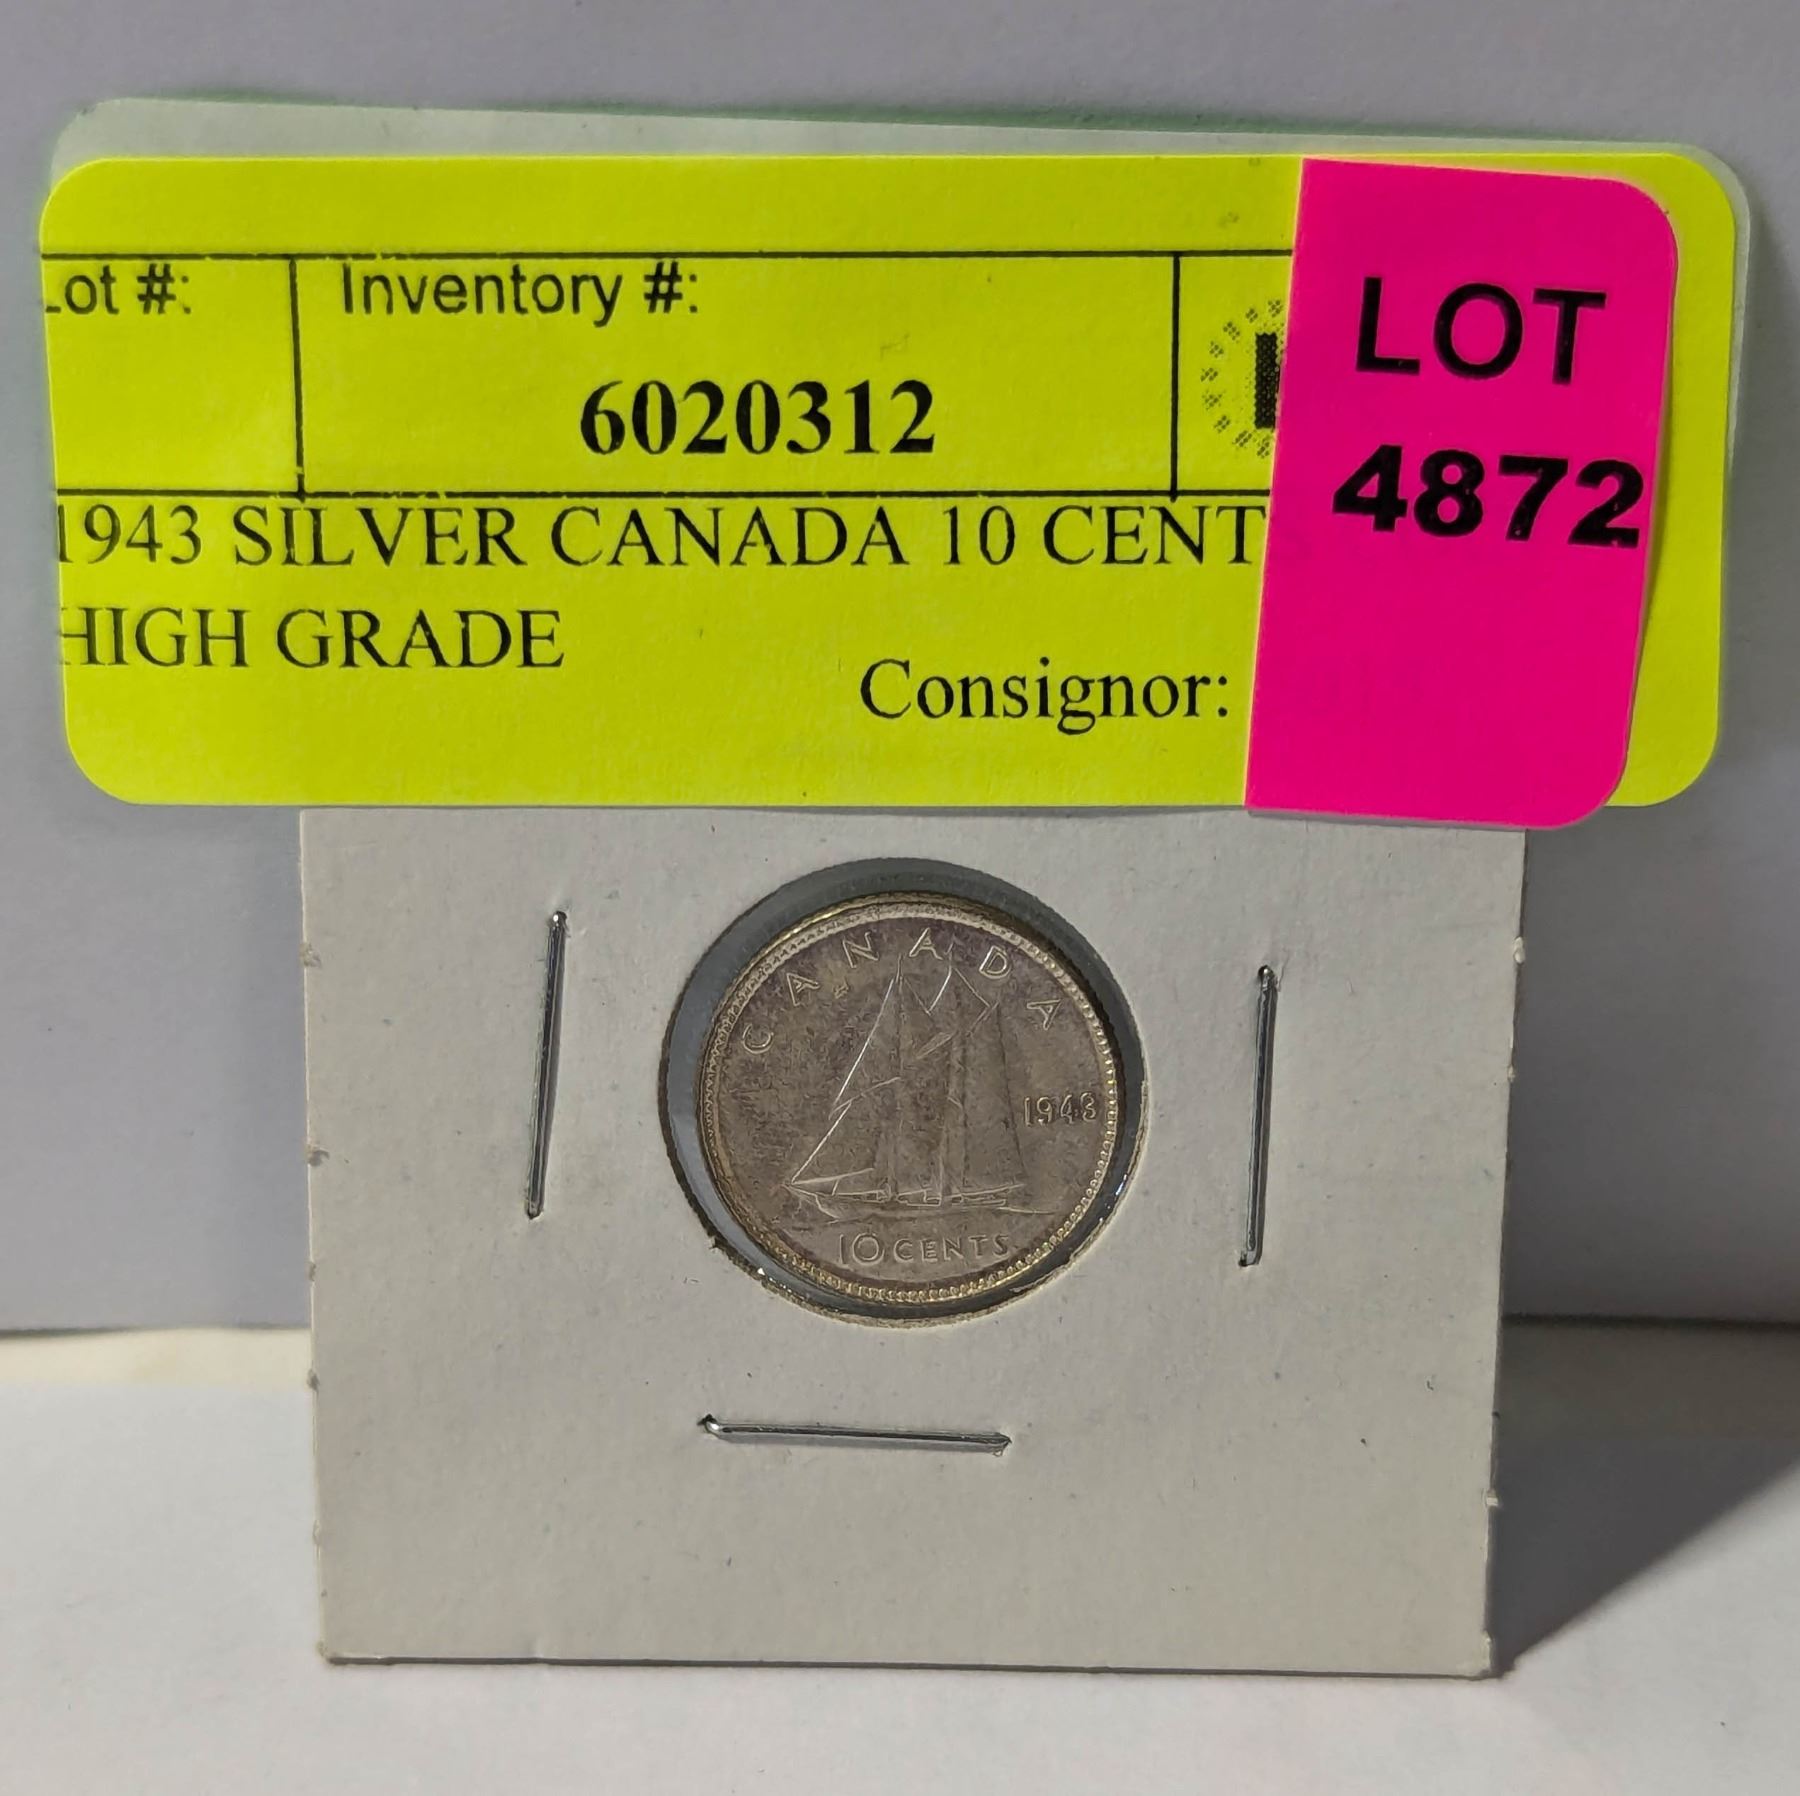 Lot #:
Inventory #:
6020312
LOT
4872
1943 SILVER CANADA 10 CENT
HIGH GRADE
Consignor:
CANADA
1943
10 CENTS